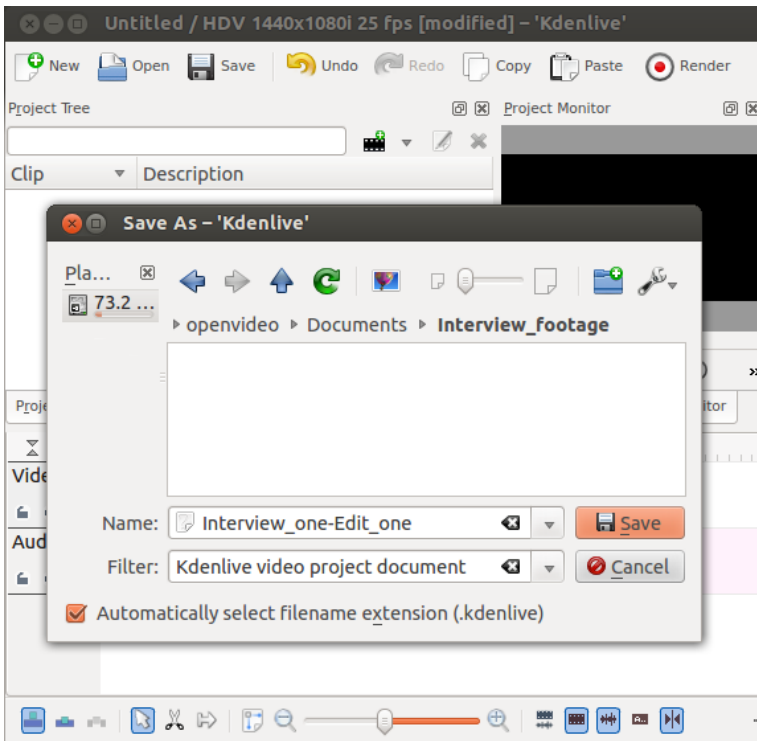 Untitled / HDV 1440x1080i 25 fps [modified] – 'Kdenlive'
New Open Save Undo Redo Copy Paste Render
Project Tree
Project Monitor
Clip Description
Save As – 'Kdenlive'
Pla...
73.2 ...
openvideo Documents Interview_footage
Proje
itor
Vide
Name: Interview_one-Edit_one Save
Aud
Filter: Kdenlive video project document Cancel
Automatically select filename extension (.kdenlive)
A...